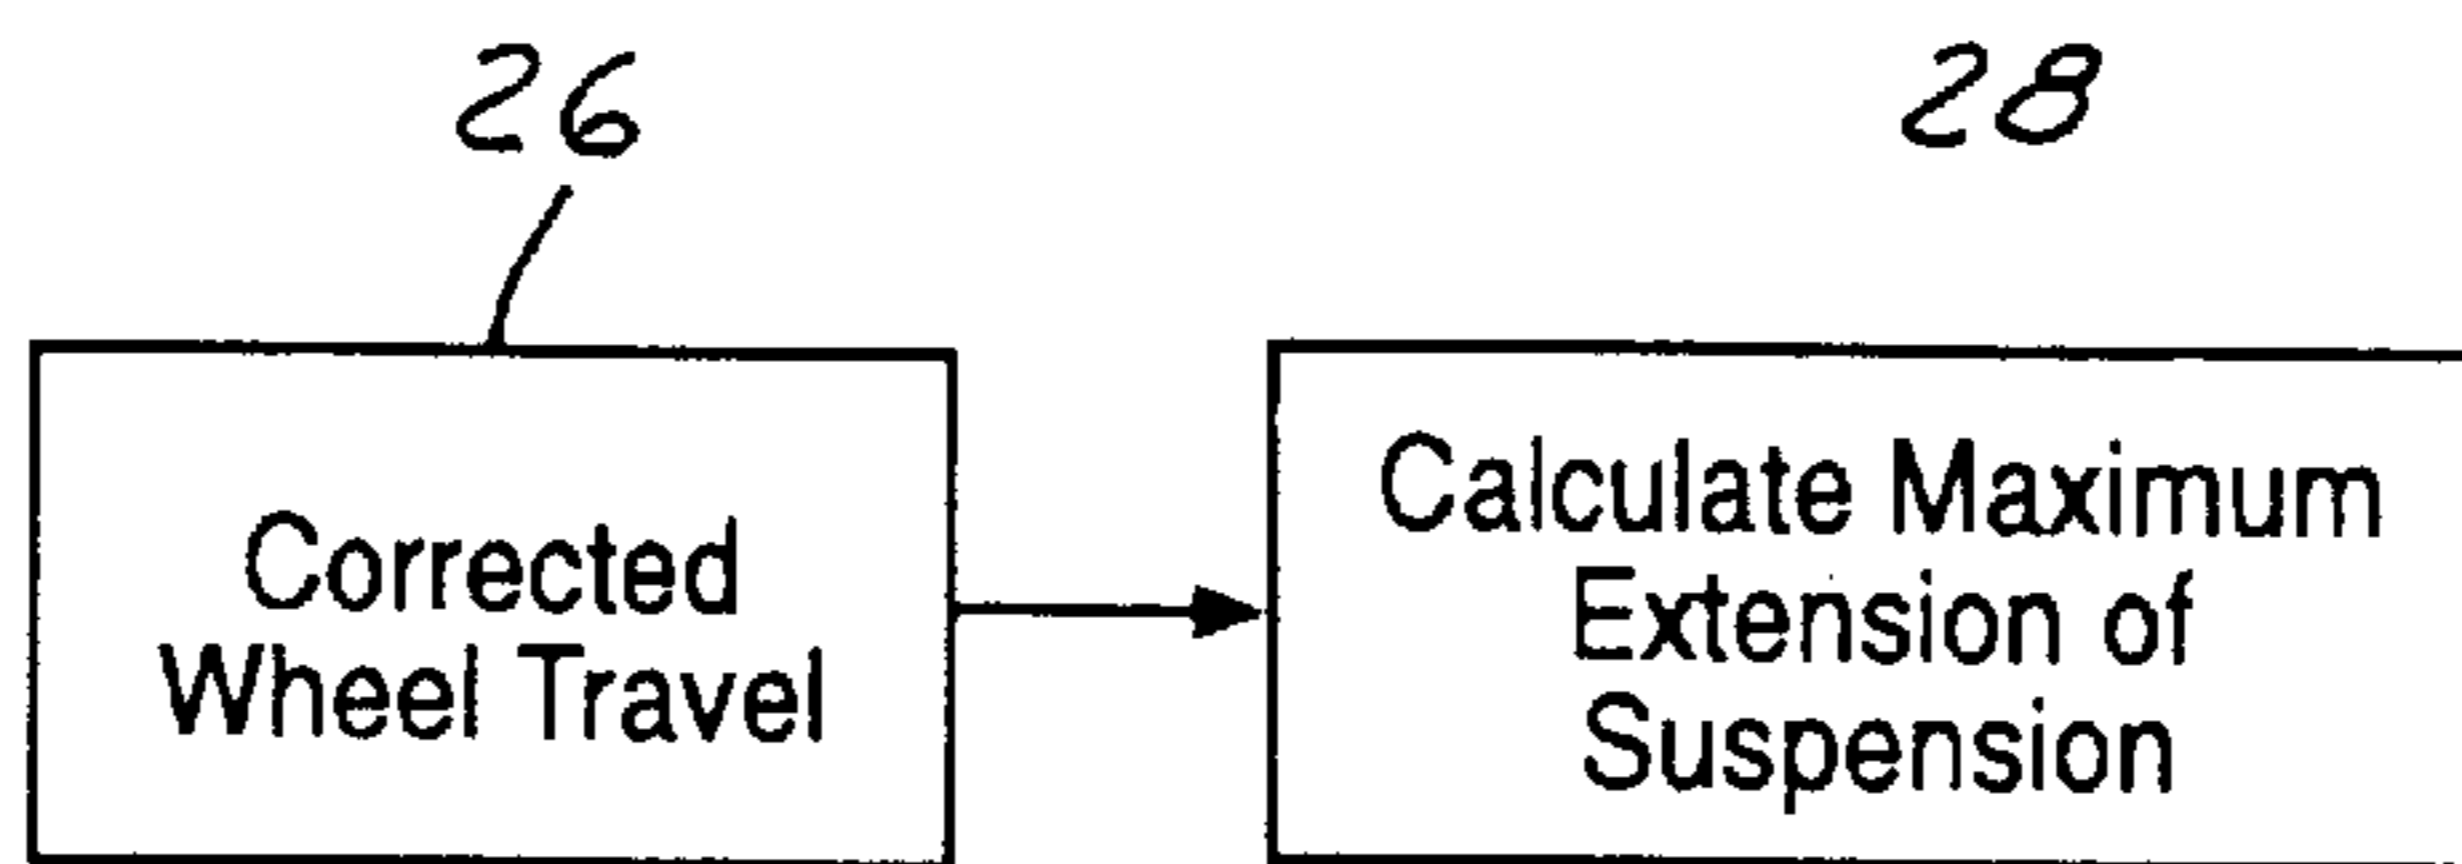 26
28
Corrected
Wheel Travel
Calculate Maximum
Extension of
Suspension